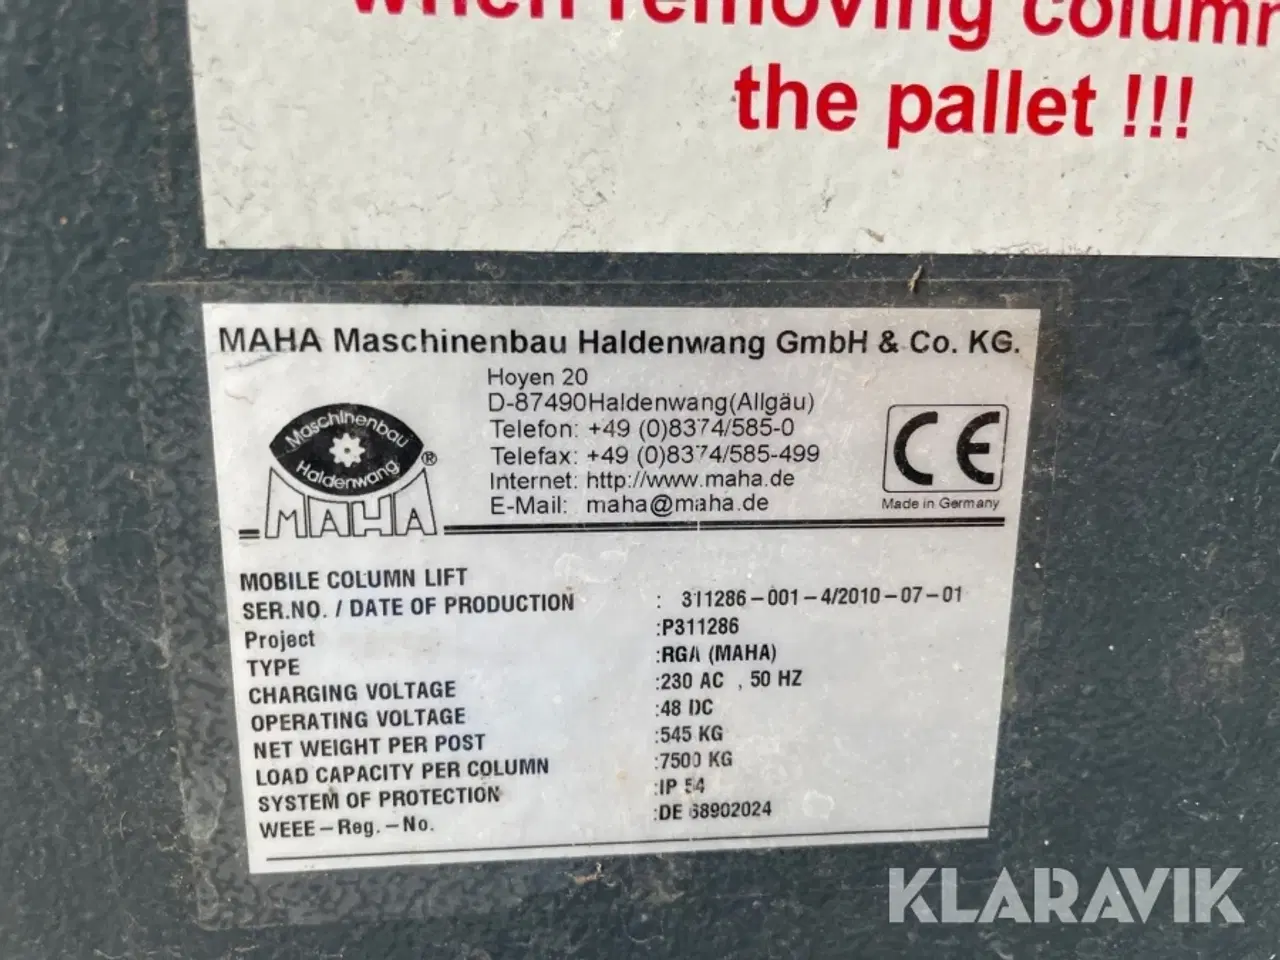 when removing column
the pallet !!!
MAHA Maschinenbau Haldenwang GmbH & Co. KG.
Hoyen 20
D-87490Haldenwang(Allgäu)
Telefon: +49 (0)8374/585-0
Telefax: +49 (0)8374/585-499
Internet: http://www.maha.de
E-Mail: maha@maha.de
Maschinenbau
Haldenwang
MAHA®
CE
Made in Germany
MOBILE COLUMN LIFT
SER.NO. / DATE OF PRODUCTION : 311286-001-4/2010-07-01
Project :P311286
TYPE :RGA (MAHA)
CHARGING VOLTAGE :230 AC , 50 HZ
OPERATING VOLTAGE :48 DC
NET WEIGHT PER POST :545 KG
LOAD CAPACITY PER COLUMN :7500 KG
SYSTEM OF PROTECTION :IP 54
WEEE-Reg.-No. :DE 68902024
KLARAVIK